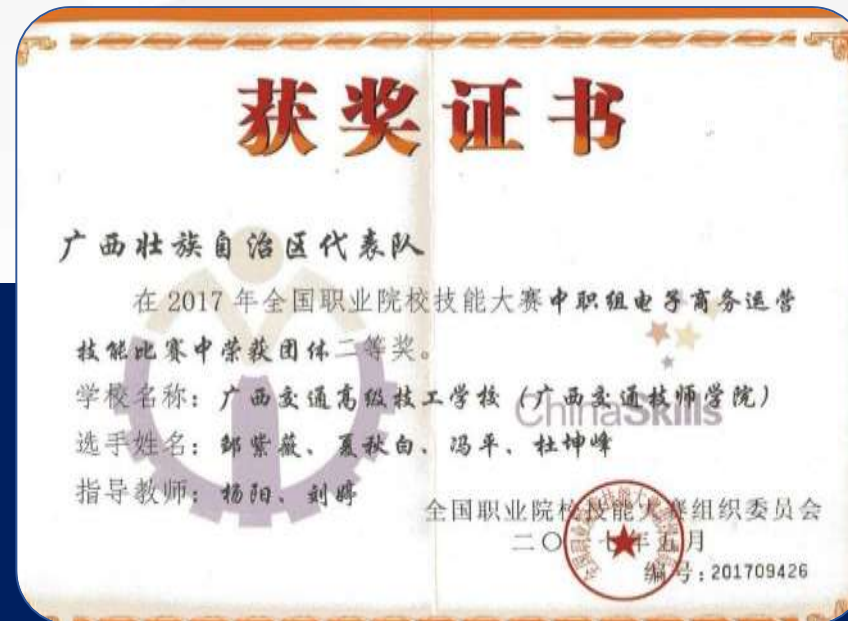 获奖证书
广西壮族自治区代表队
在 2017 年全国职业院校技能大赛中职组电子商务运营
技能比赛中荣获团体二等奖。
学校名称：广西交通高级技工学校（广西交通技师学院）
ChinaSkills
选手姓名：邹紫薇、夏秋白、冯平、杜坤峰
指导教师：杨阳、刘婷
全国职业院校技能大赛组织委员会
二〇一七年五月
编号：201709426